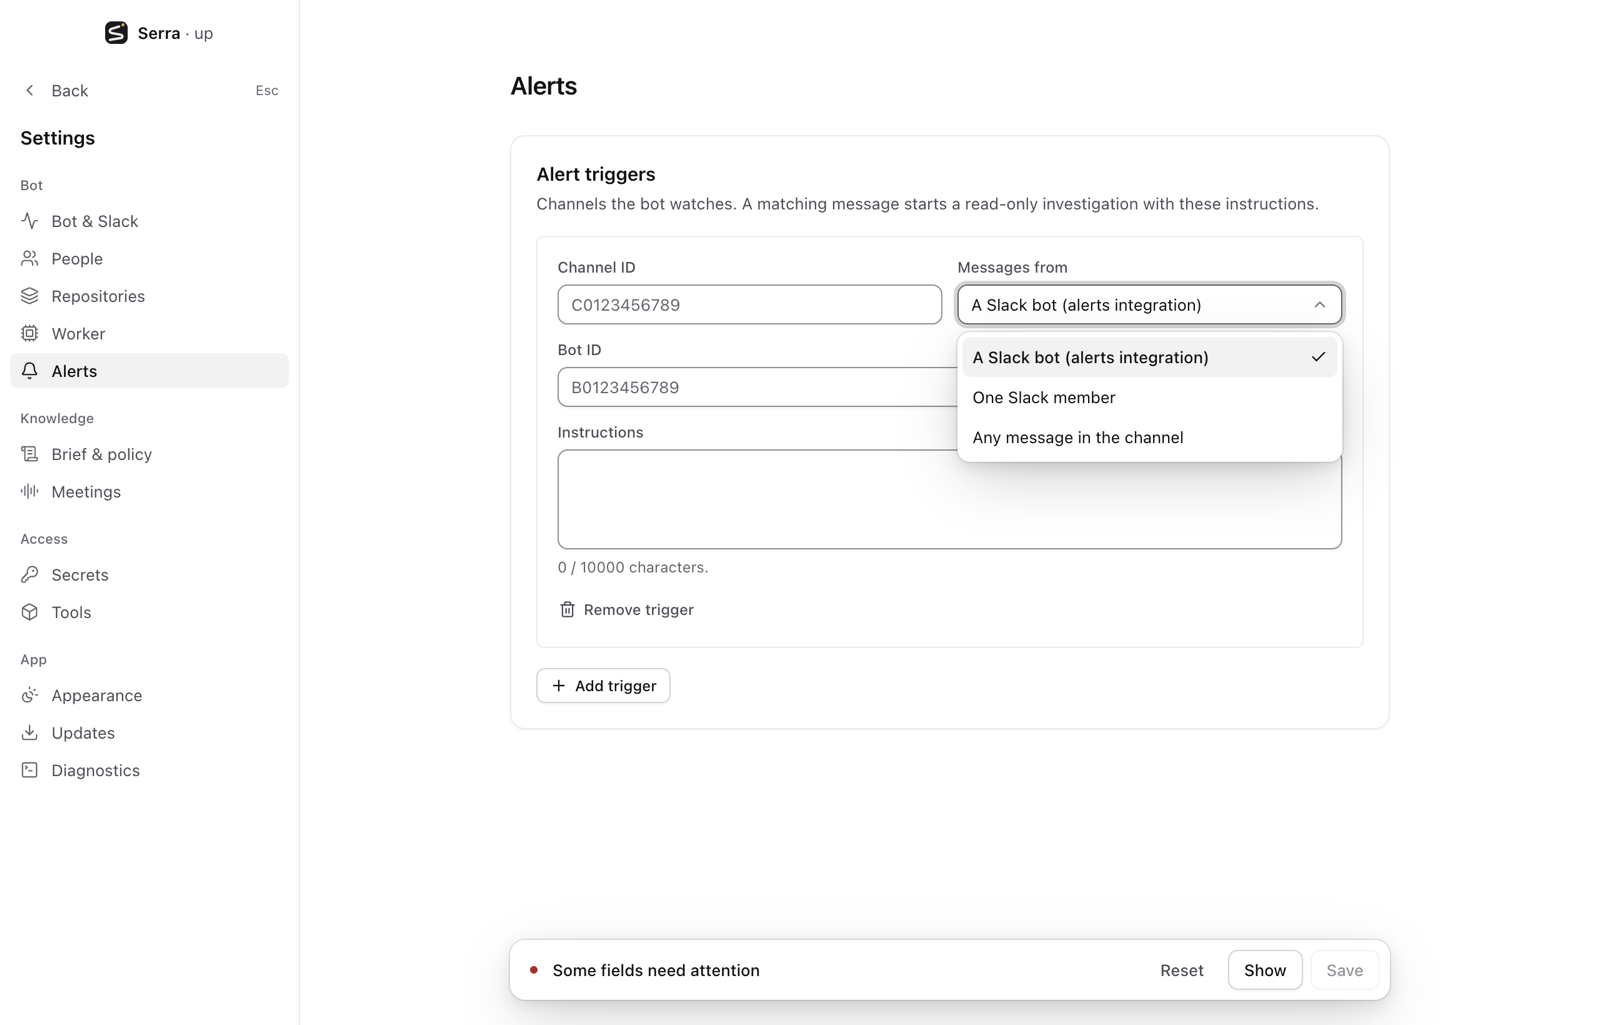 Serra · up
Back
Esc
Settings
Bot
Bot & Slack
People
Repositories
Worker
Alerts
Knowledge
Brief & policy
Meetings
Access
Secrets
Tools
App
Appearance
Updates
Diagnostics
Alerts
Alert triggers
Channels the bot watches. A matching message starts a read-only investigation with these instructions.
Channel ID
C0123456789
Messages from
A Slack bot (alerts integration)
A Slack bot (alerts integration)
One Slack member
Any message in the channel
Bot ID
B0123456789
Instructions
0 / 10000 characters.
Remove trigger
Add trigger
Some fields need attention
Reset
Show
Save